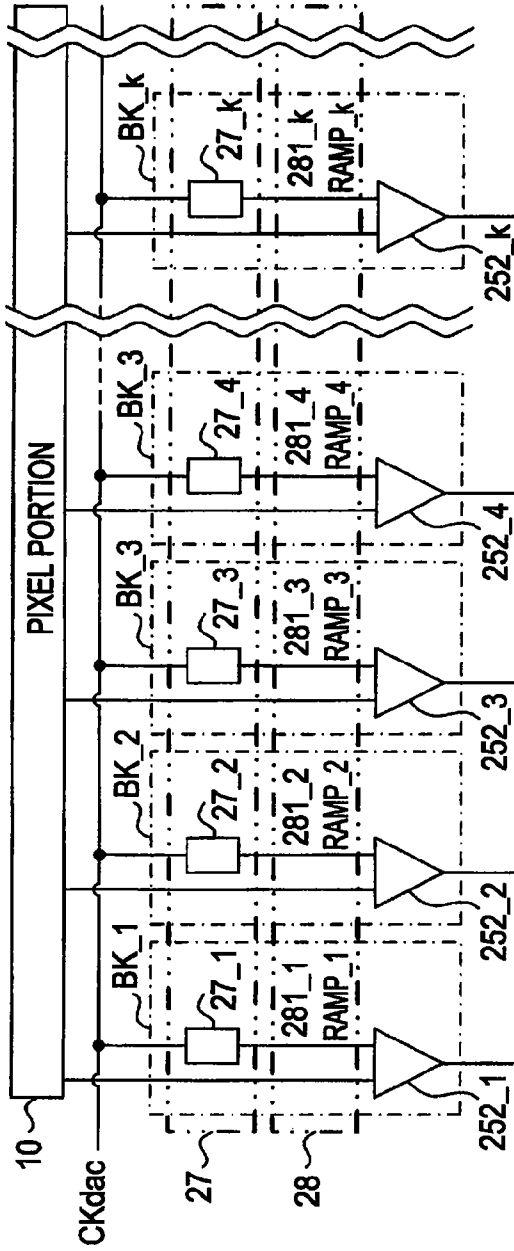 10
PIXEL PORTION
CKdac
BK_1
BK_2
BK_3
BK_3
BK_k
27
27_1
27_2
27_3
27_4
27_k
28
281_1
RAMP_1
281_2
RAMP_2
281_3
RAMP_3
281_4
RAMP_4
281_k
RAMP_k
252_1
252_2
252_3
252_4
252_k